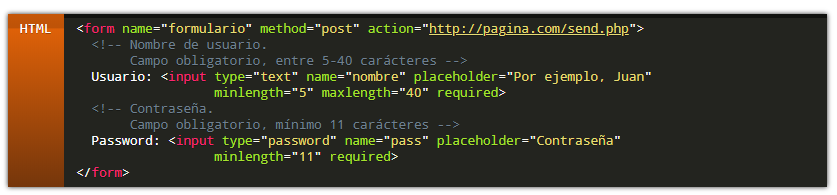 HTML
<form name="formulario" method="post" action="http://pagina.com/send.php">
<!-- Nombre de usuario.
Campo obligatorio, entre 5-40 carácteres -->
Usuario: <input type="text" name="nombre" placeholder="Por ejemplo, Juan"
minlength="5" maxlength="40" required>
<!-- Contraseña.
Campo obligatorio, mínimo 11 carácteres -->
Password: <input type="password" name="pass" placeholder="Contraseña"
minlength="11" required>
</form>